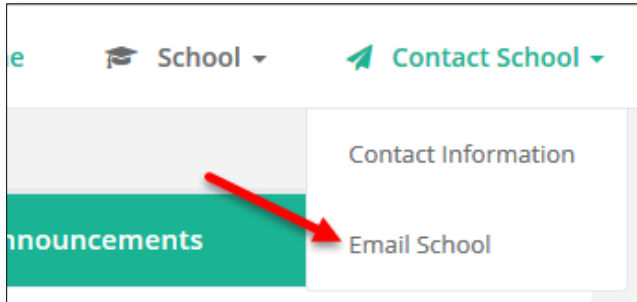 e School Contact School
Contact Information
nnouncements
Email School